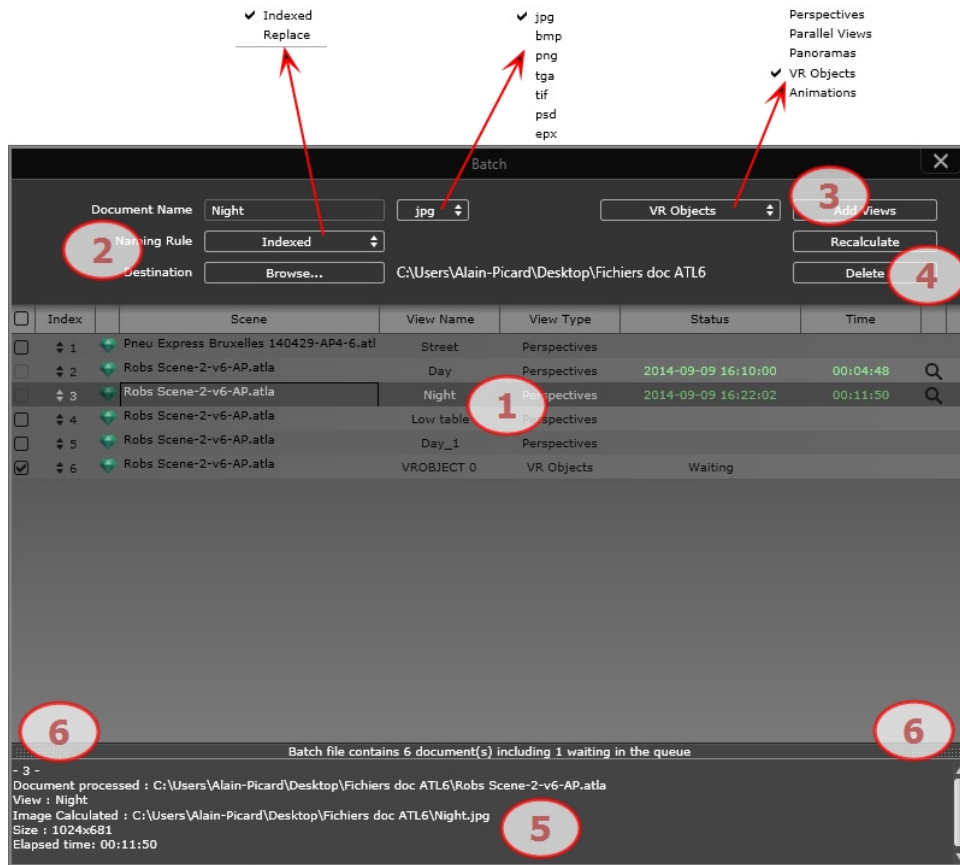 Indexed
Replace
jpg
bmp
png
tga
tif
psd
epx
Perspectives
Parallel Views
Panoramas
VR Objects
Animations
Batch
3
Document Name Night jpg VR Objects Add Views
2
Naming Rule Indexed Recalculate
Destination Browse... C:\Users\Alain-Picard\Desktop\Fichiers doc ATL6 Delete
4
Index Scene View Name View Type Status Time
1 Pneu Express Bruxelles 140429-AP4-6.atl Street Perspectives
2 Robs Scene-2-v6-AP.atla Day Perspectives 2014-09-09 16:10:00 00:04:48
3 Robs Scene-2-v6-AP.atla Night Perspectives 2014-09-09 16:22:02 00:11:50
1
4 Robs Scene-2-v6-AP.atla Low table Perspectives
5 Robs Scene-2-v6-AP.atla Day_1 Perspectives
6 Robs Scene-2-v6-AP.atla VROBJECT 0 VR Objects Waiting
6 6
Batch file contains 6 document(s) including 1 waiting in the queue
- 3 -
Document processed : C:\Users\Alain-Picard\Desktop\Fichiers doc ATL6\Robs Scene-2-v6-AP.atla
View : Night
Image Calculated : C:\Users\Alain-Picard\Desktop\Fichiers doc ATL6\Night.jpg
5
Size : 1024x681
Elapsed time: 00:11:50